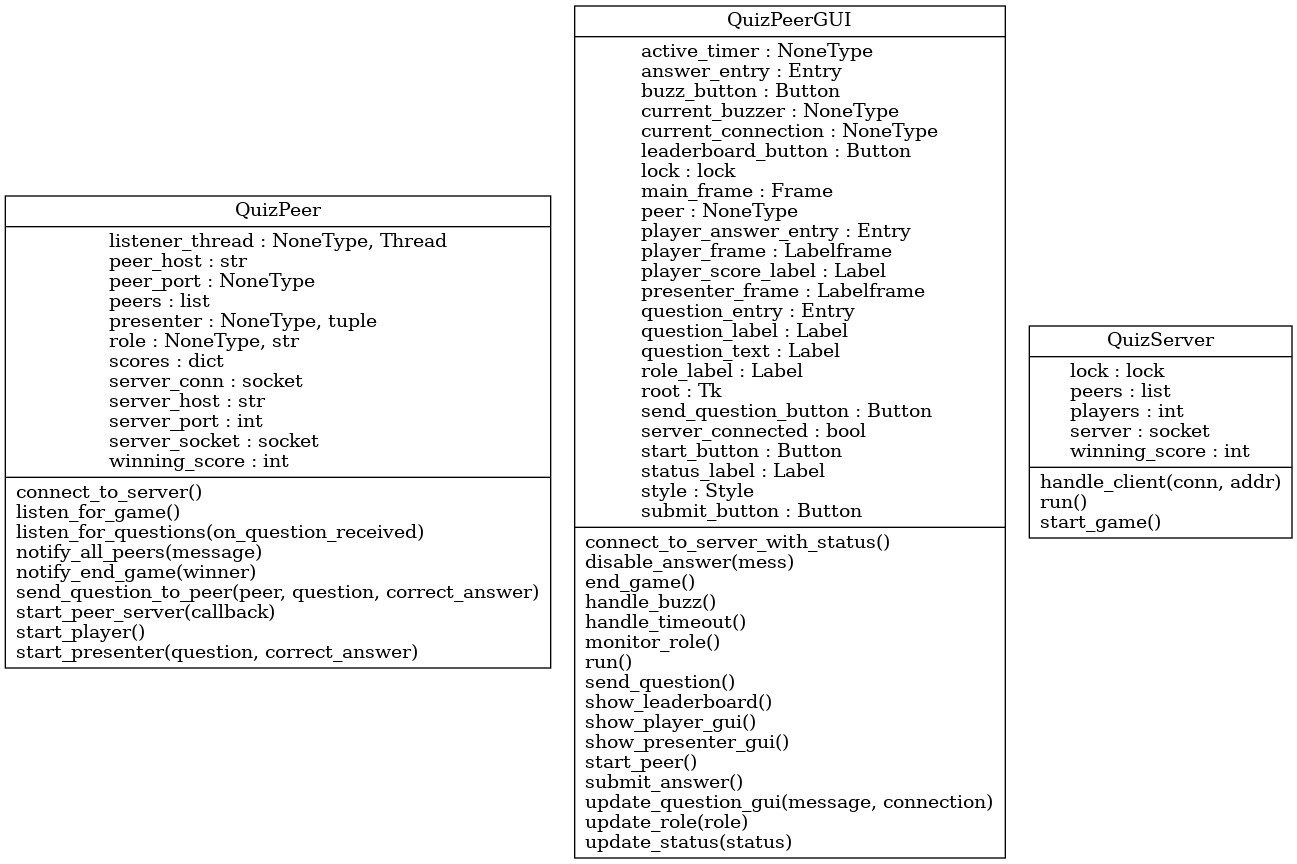 QuizPeer
listener_thread : NoneType, Thread
peer_host : str
peer_port : NoneType
peers : list
presenter : NoneType, tuple
role : NoneType, str
scores : dict
server_conn : socket
server_host : str
server_port : int
server_socket : socket
winning_score : int
connect_to_server()
listen_for_game()
listen_for_questions(on_question_received)
notify_all_peers(message)
notify_end_game(winner)
send_question_to_peer(peer, question, correct_answer)
start_peer_server(callback)
start_player()
start_presenter(question, correct_answer)
QuizPeerGUI
active_timer : NoneType
answer_entry : Entry
buzz_button : Button
current_buzzer : NoneType
current_connection : NoneType
leaderboard_button : Button
lock : lock
main_frame : Frame
peer : NoneType
player_answer_entry : Entry
player_frame : Labelframe
player_score_label : Label
presenter_frame : Labelframe
question_entry : Entry
question_label : Label
question_text : Label
role_label : Label
root : Tk
send_question_button : Button
server_connected : bool
start_button : Button
status_label : Label
style : Style
submit_button : Button
connect_to_server_with_status()
disable_answer(mess)
end_game()
handle_buzz()
handle_timeout()
monitor_role()
run()
send_question()
show_leaderboard()
show_player_gui()
show_presenter_gui()
start_peer()
submit_answer()
update_question_gui(message, connection)
update_role(role)
update_status(status)
QuizServer
lock : lock
peers : list
players : int
server : socket
winning_score : int
handle_client(conn, addr)
run()
start_game()